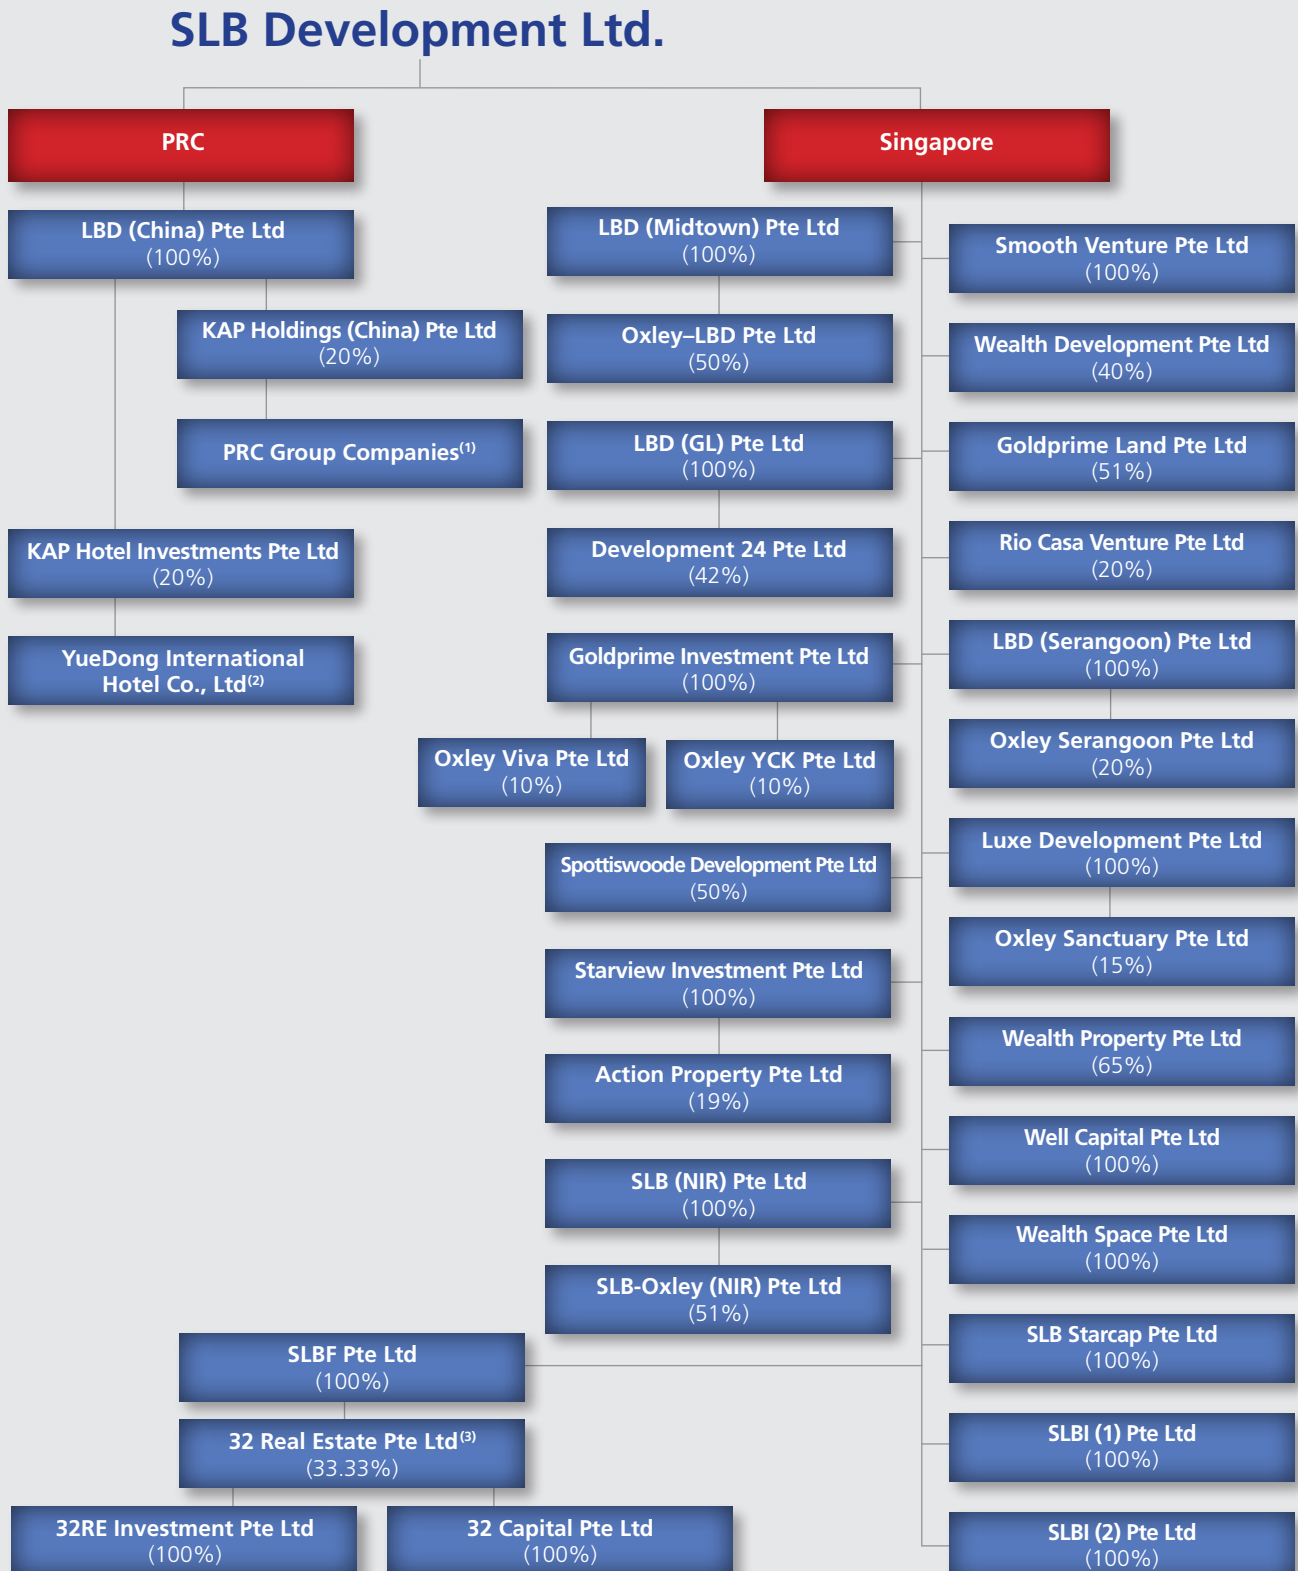 SLB Development Ltd.
PRC
LBD (China) Pte Ltd
(100%)
KAP Holdings (China) Pte Ltd
(20%)
PRC Group Companies(1)
KAP Hotel Investments Pte Ltd
(20%)
YueDong International
Hotel Co., Ltd(2)
Singapore
LBD (Midtown) Pte Ltd
(100%)
Oxley–LBD Pte Ltd
(50%)
LBD (GL) Pte Ltd
(100%)
Development 24 Pte Ltd
(42%)
Goldprime Investment Pte Ltd
(100%)
Oxley Viva Pte Ltd
(10%)
Oxley YCK Pte Ltd
(10%)
Spottiswoode Development Pte Ltd
(50%)
Starview Investment Pte Ltd
(100%)
Action Property Pte Ltd
(19%)
SLB (NIR) Pte Ltd
(100%)
SLB-Oxley (NIR) Pte Ltd
(51%)
SLBF Pte Ltd
(100%)
32 Real Estate Pte Ltd(3)
(33.33%)
32RE Investment Pte Ltd
(100%)
32 Capital Pte Ltd
(100%)
Smooth Venture Pte Ltd
(100%)
Wealth Development Pte Ltd
(40%)
Goldprime Land Pte Ltd
(51%)
Rio Casa Venture Pte Ltd
(20%)
LBD (Serangoon) Pte Ltd
(100%)
Oxley Serangoon Pte Ltd
(20%)
Luxe Development Pte Ltd
(100%)
Oxley Sanctuary Pte Ltd
(15%)
Wealth Property Pte Ltd
(65%)
Well Capital Pte Ltd
(100%)
Wealth Space Pte Ltd
(100%)
SLB Starcap Pte Ltd
(100%)
SLBI (1) Pte Ltd
(100%)
SLBI (2) Pte Ltd
(100%)